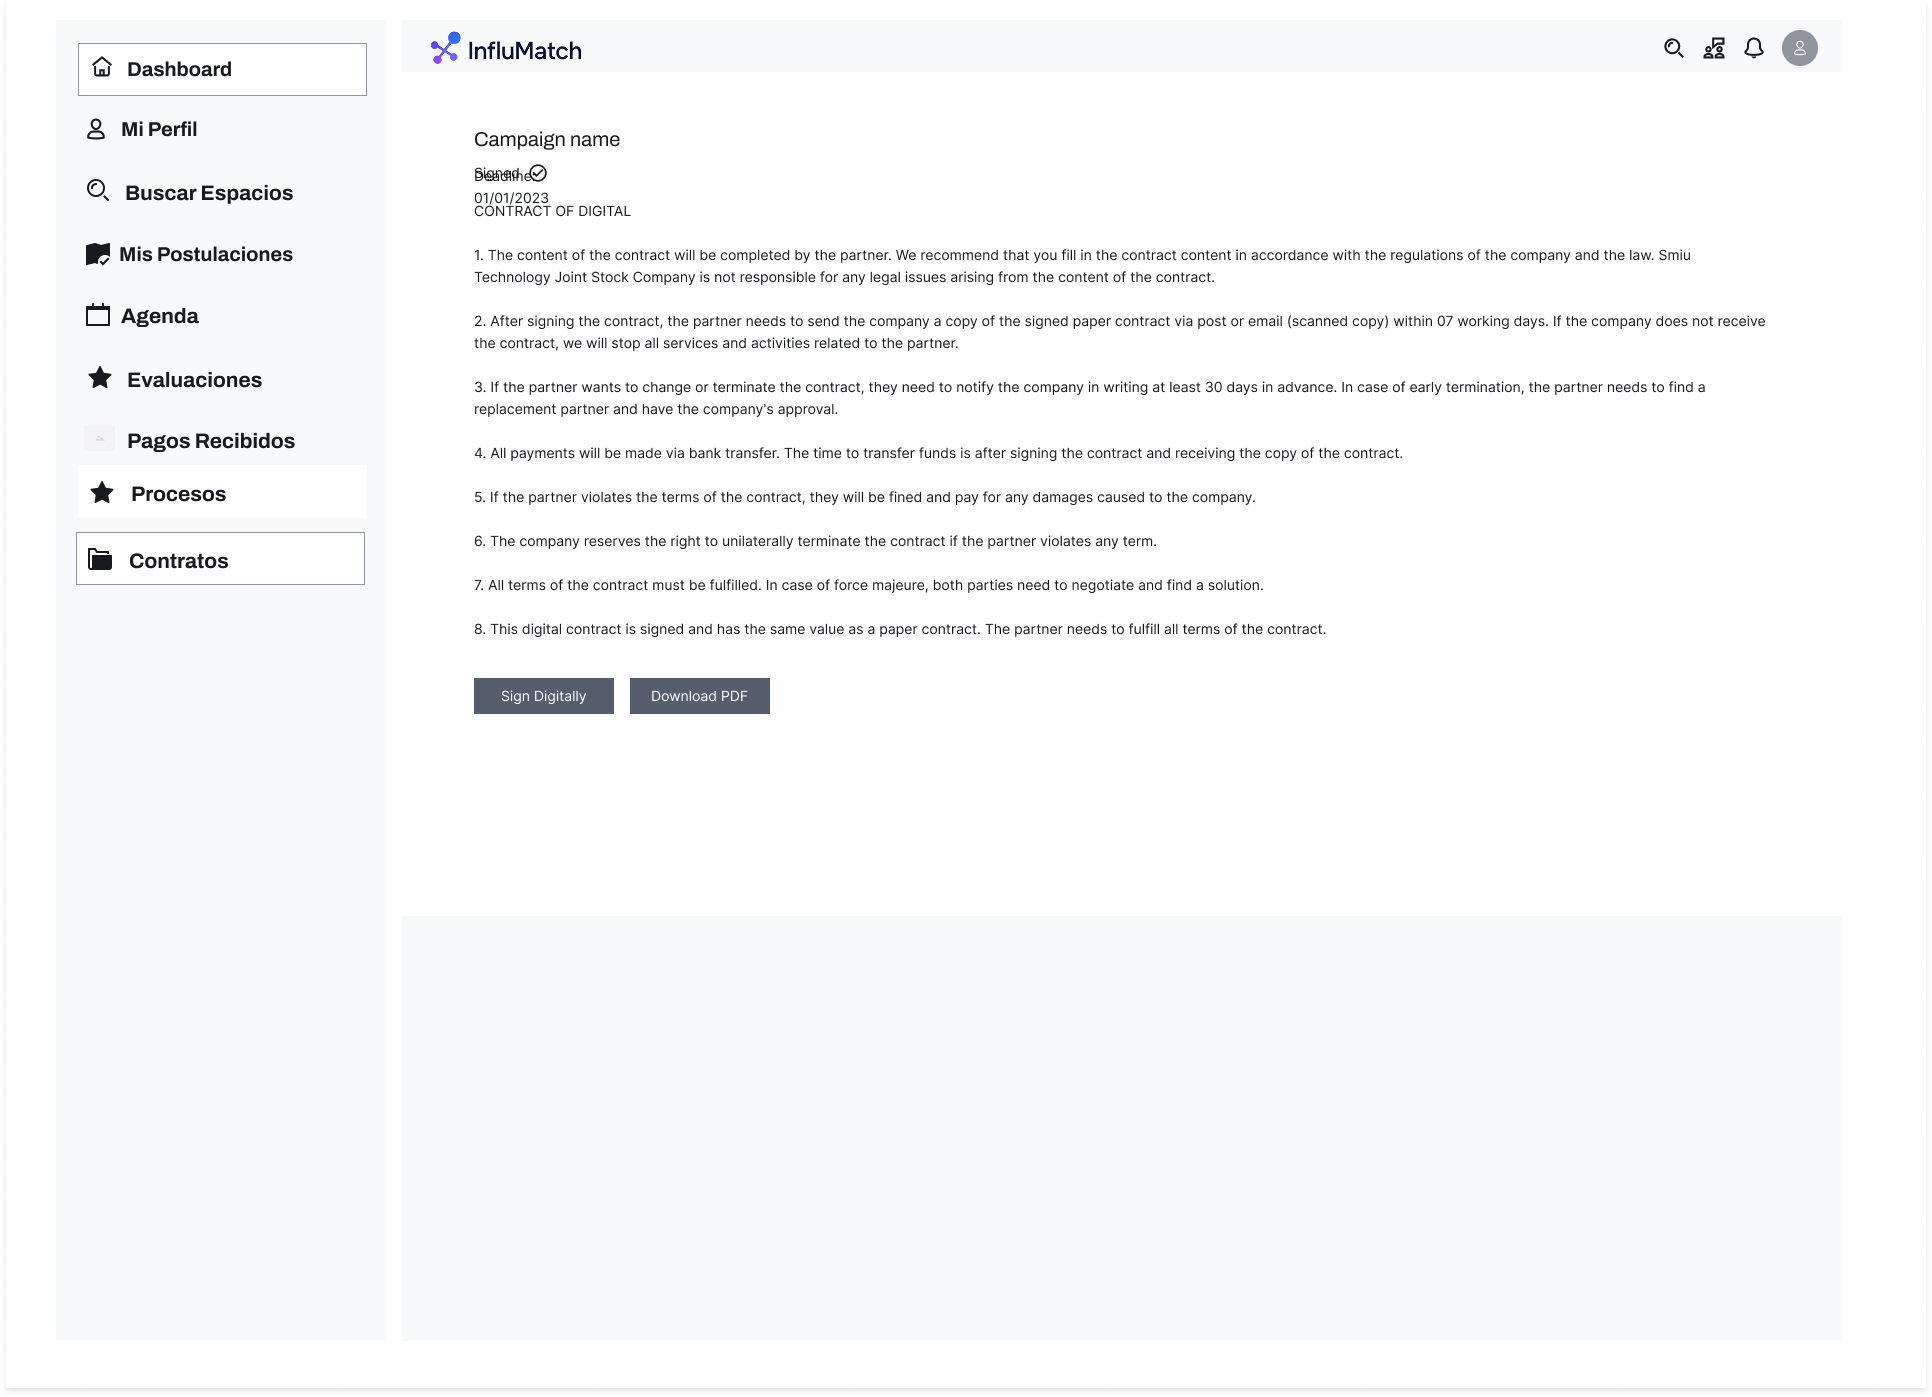 Dashboard
Mi Perfil
Buscar Espacios
Mis Postulaciones
Agenda
Evaluaciones
Pagos Recibidos
Procesos
Contratos
InfluMatch
Campaign name
Signed
Deadline:
01/01/2023
CONTRACT OF DIGITAL
1. The content of the contract will be completed by the partner. We recommend that you fill in the contract content in accordance with the regulations of the company and the law. Smiu
Technology Joint Stock Company is not responsible for any legal issues arising from the content of the contract.
2. After signing the contract, the partner needs to send the company a copy of the signed paper contract via post or email (scanned copy) within 07 working days. If the company does not receive
the contract, we will stop all services and activities related to the partner.
3. If the partner wants to change or terminate the contract, they need to notify the company in writing at least 30 days in advance. In case of early termination, the partner needs to find a
replacement partner and have the company's approval.
4. All payments will be made via bank transfer. The time to transfer funds is after signing the contract and receiving the copy of the contract.
5. If the partner violates the terms of the contract, they will be fined and pay for any damages caused to the company.
6. The company reserves the right to unilaterally terminate the contract if the partner violates any term.
7. All terms of the contract must be fulfilled. In case of force majeure, both parties need to negotiate and find a solution.
8. This digital contract is signed and has the same value as a paper contract. The partner needs to fulfill all terms of the contract.
Sign Digitally
Download PDF